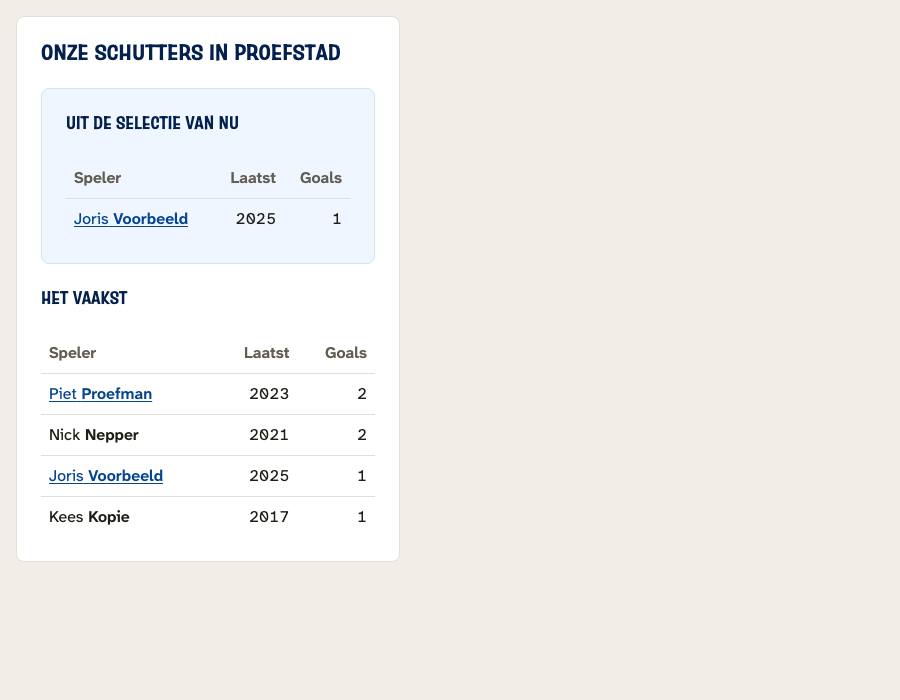 ONZE SCHUTTERS IN PROEFSTAD
UIT DE SELECTIE VAN NU
Speler Laatst Goals
Joris Voorbeeld 2025 1
HET VAAKST
Speler Laatst Goals
Piet Proefman 2023 2
Nick Nepper 2021 2
Joris Voorbeeld 2025 1
Kees Kopie 2017 1